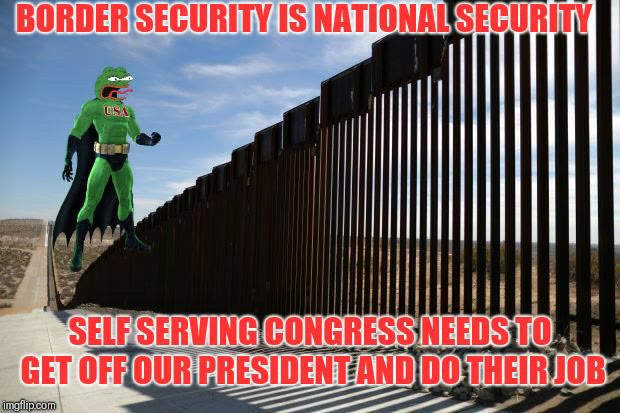 BORDER SECURITY IS NATIONAL SECURITY
USA
SELF SERVING CONGRESS NEEDS TO
GET OFF OUR PRESIDENT AND DO THEIR JOB
imgflip.com